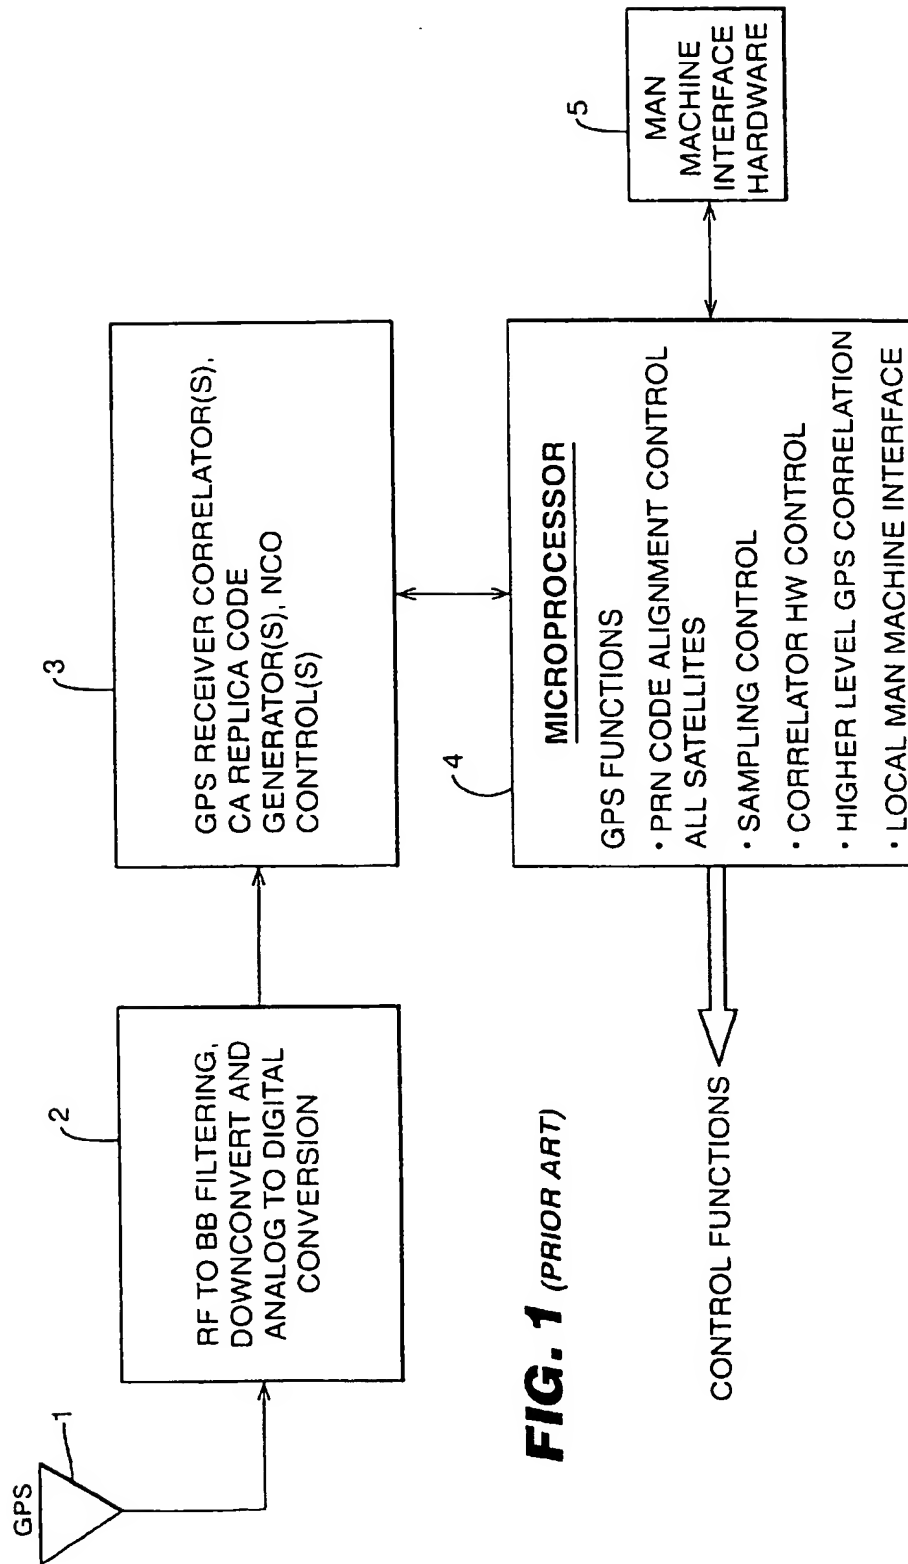 GPS
1
2
RF TO BB FILTERING,
DOWNCONVERT AND
ANALOG TO DIGITAL
CONVERSION
3
GPS RECEIVER CORRELATOR(S),
CA REPLICA CODE
GENERATOR(S), NCO
CONTROL(S)
4
MICROPROCESSOR
GPS FUNCTIONS
• PRN CODE ALIGNMENT CONTROL
ALL SATELLITES
• SAMPLING CONTROL
• CORRELATOR HW CONTROL
• HIGHER LEVEL GPS CORRELATION
• LOCAL MAN MACHINE INTERFACE
5
MAN
MACHINE
INTERFACE
HARDWARE
CONTROL FUNCTIONS
FIG. 1 (PRIOR ART)